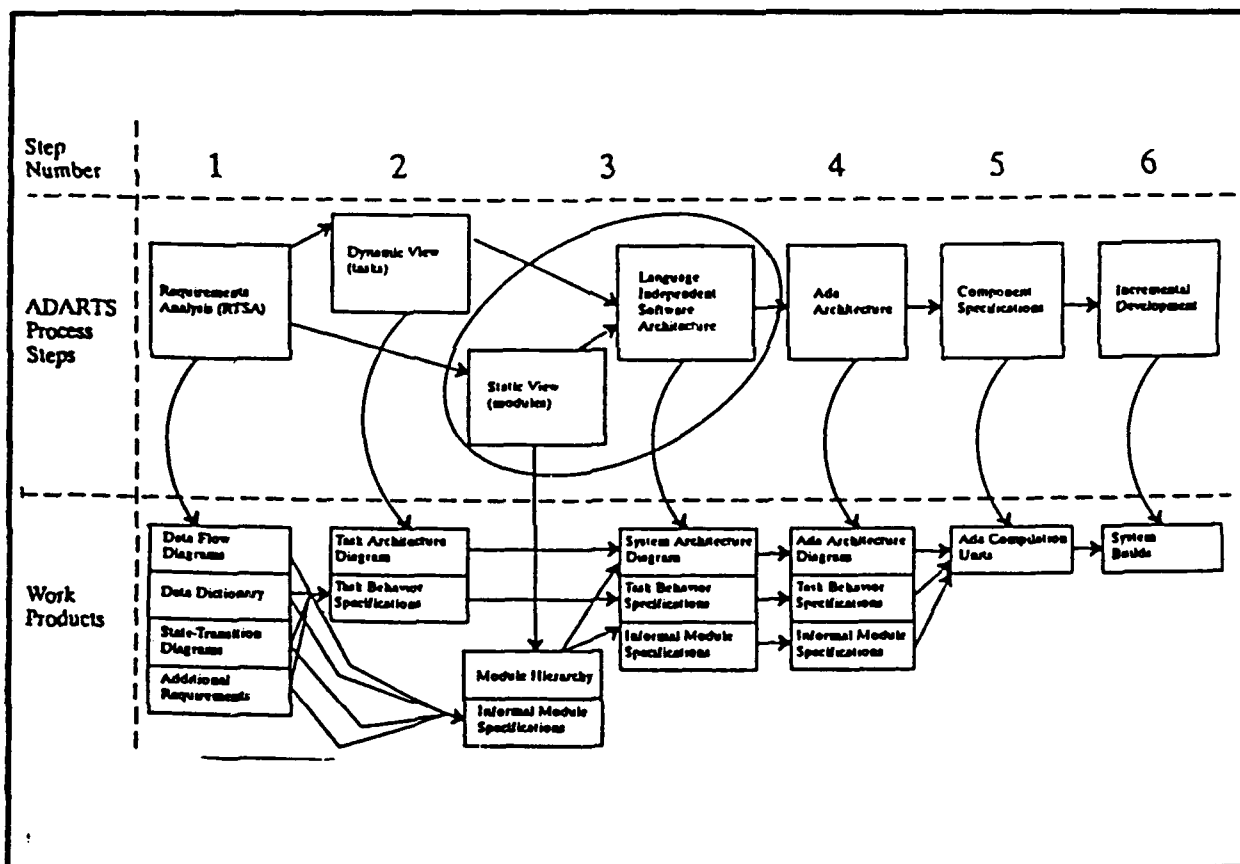 Step
Number
1
2
3
4
5
6
ADARTS
Process
Steps
Requirements
Analysis (RTSA)
Dynamic View
(tasks)
Static View
(modules)
Language
Independent
Software
Architecture
Ada
Architecture
Component
Specifications
Incremental
Development
Work
Products
Data Flow
Diagrams
Data Dictionary
State-Transition
Diagrams
Additional
Requirements
Task Architecture
Diagram
Task Behavior
Specifications
Module Hierarchy
Informal Module
Specifications
System Architecture
Diagram
Task Behavior
Specifications
Informal Module
Specifications
Ada Architecture
Diagram
Task Behavior
Specifications
Informal Module
Specifications
Ada Compilation
Units
System
Builds